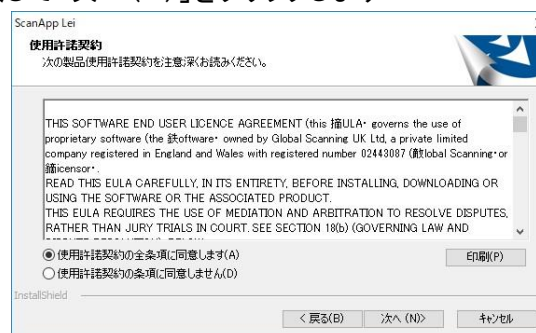 ScanApp Lei
使用許諾契約
次の製品使用許諾契約を注意深くお読みください。
THIS SOFTWARE END USER LICENCE AGREEMENT (this 摘ULA･ governs the use of
proprietary software (the 鉄oftware･ owned by Global Scanning UK Ltd, a private limited
company registered in England and Wales with registered number 02443087 (敵lobal Scanning･or
鏑icensor･.
READ THIS EULA CAREFULLY, IN ITS ENTIRETY, BEFORE INSTALLING, DOWNLOADING OR
USING THE SOFTWARE OR THE ASSOCIATED PRODUCT.
THIS EULA REQUIRES THE USE OF MEDIATION AND ARBITRATION TO RESOLVE DISPUTES,
RATHER THAN JURY TRIALS IN COURT. SEE SECTION 18(b) (GOVERNING LAW AND
使用許諾契約の全条項に同意します(A)
印刷(P)
使用許諾契約の条項に同意しません(D)
InstallShield
< 戻る(B)
次へ (N)>
キャンセル